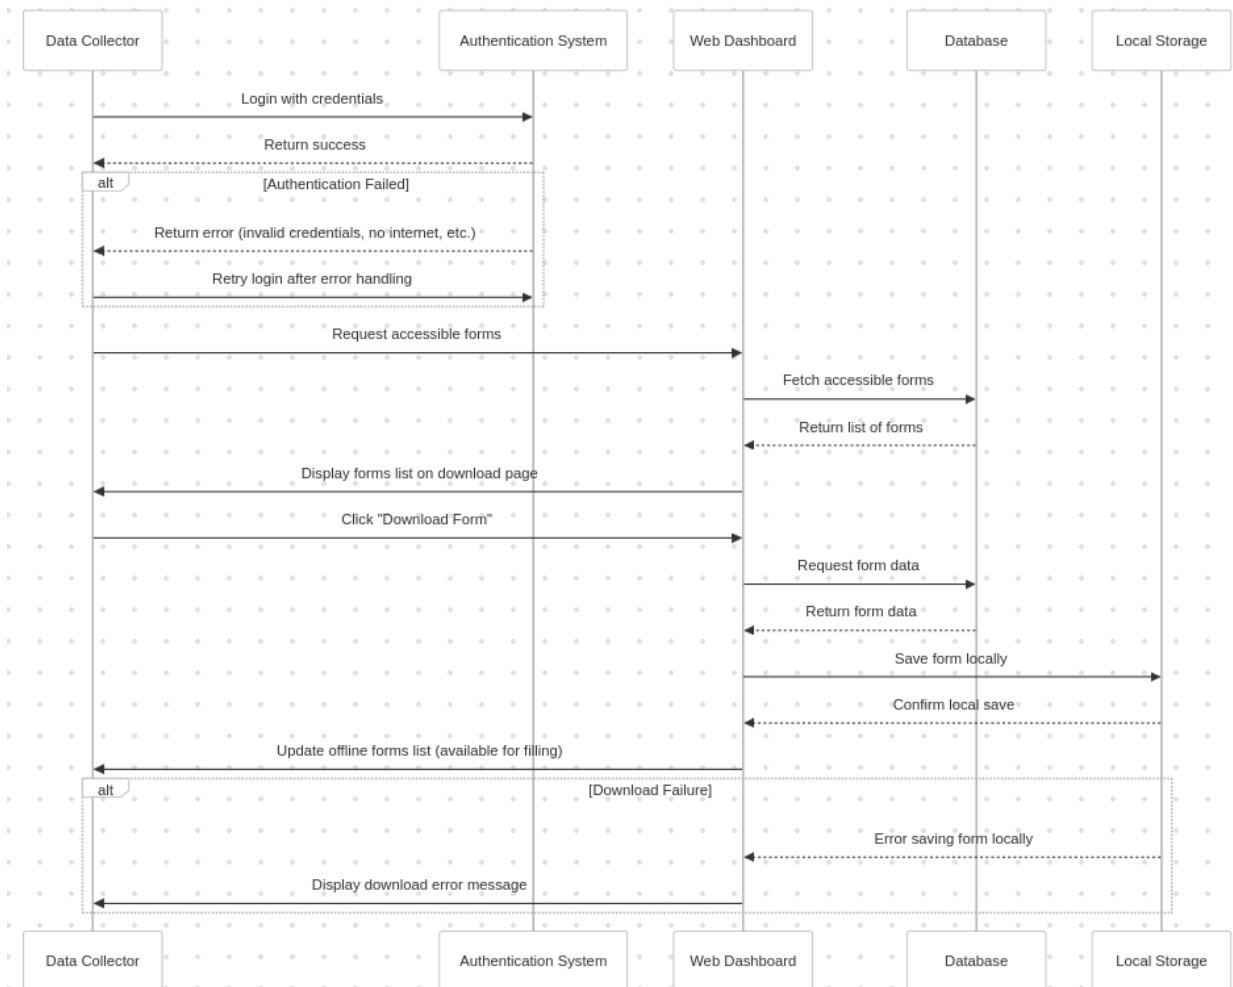 Data Collector
Authentication System
Web Dashboard
Database
Local Storage
Login with credentials
Return success
alt
[Authentication Failed]
Return error (invalid credentials, no internet, etc.)
Retry login after error handling
Request accessible forms
Fetch accessible forms
Return list of forms
Display forms list on download page
Click "Download Form"
Request form data
Return form data
Save form locally
Confirm local save
Update offline forms list (available for filling)
alt
[Download Failure]
Error saving form locally
Display download error message
Data Collector
Authentication System
Web Dashboard
Database
Local Storage